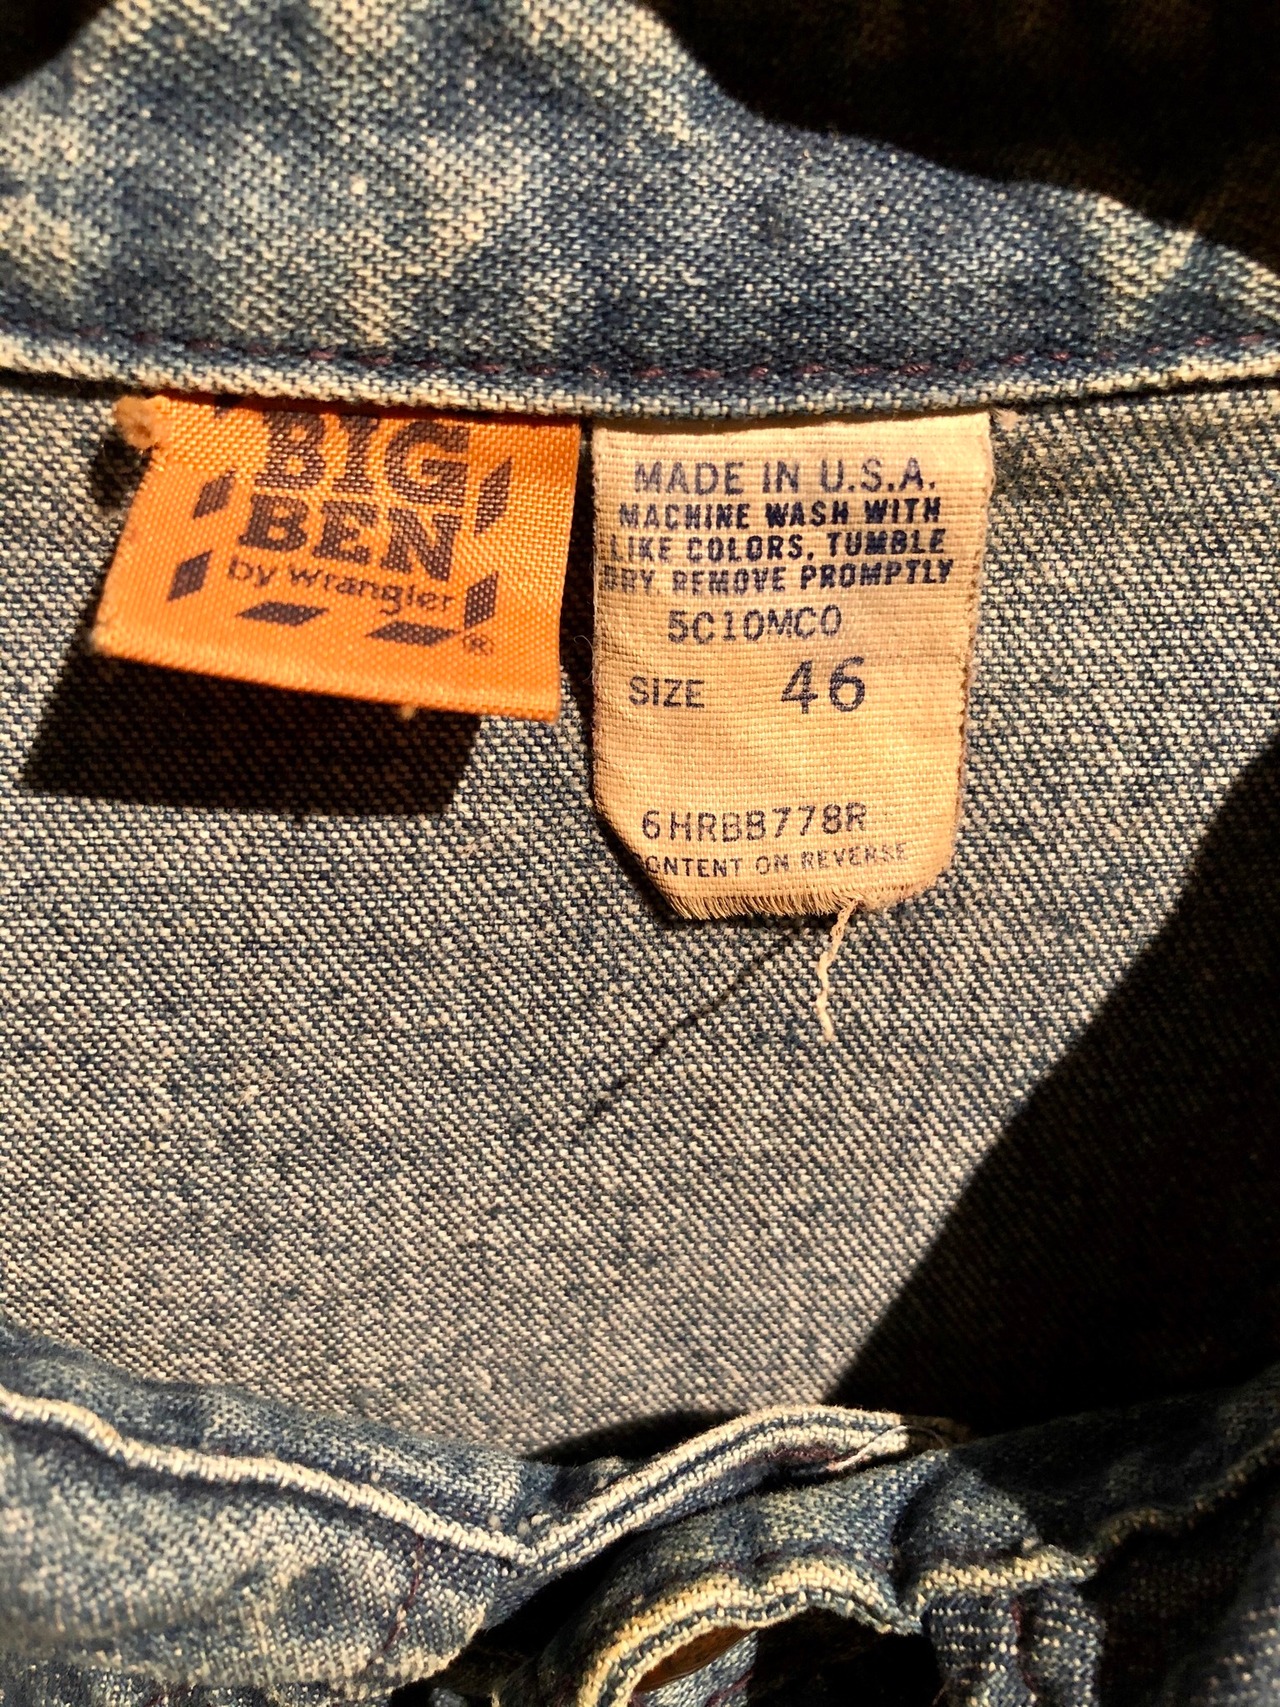 BIG
BEN
by Wrangler
®
MADE IN U.S.A.
MACHINE WASH WITH
LIKE COLORS, TUMBLE
DRY, REMOVE PROMPTLY
5C10MCO
SIZE 46
6HRBB778R
CONTENT ON REVERSE